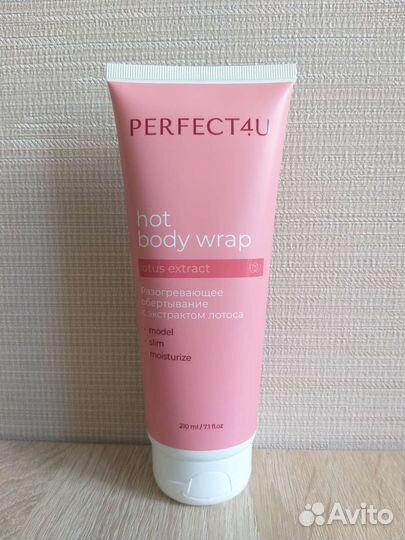 PERFECT4U
hot
body wrap
lotus extract
Разогревающее
обертывание
с экстрактом лотоса
· model
· slim
· moisturize
210 ml / 7.1 fl.oz
Avito